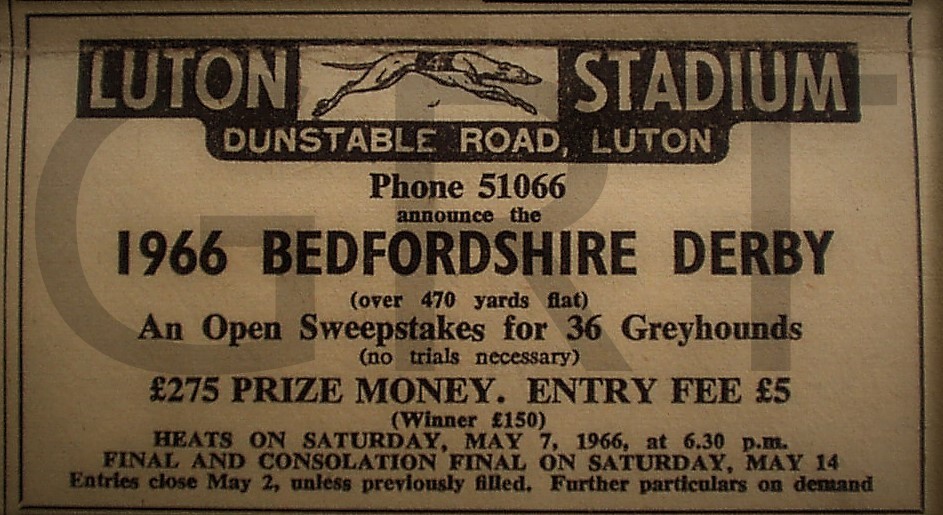 LUTON STADIUM
DUNSTABLE ROAD, LUTON
Phone 51066
announce the
1966 BEDFORDSHIRE DERBY
(over 470 yards flat)
An Open Sweepstakes for 36 Greyhounds
(no trials necessary)
£275 PRIZE MONEY. ENTRY FEE £5
(Winner £150)
HEATS ON SATURDAY, MAY 7, 1966, at 6.30 p.m.
FINAL AND CONSOLATION FINAL ON SATURDAY, MAY 14
Entries close May 2, unless previously filled. Further particulars on demand
GRT